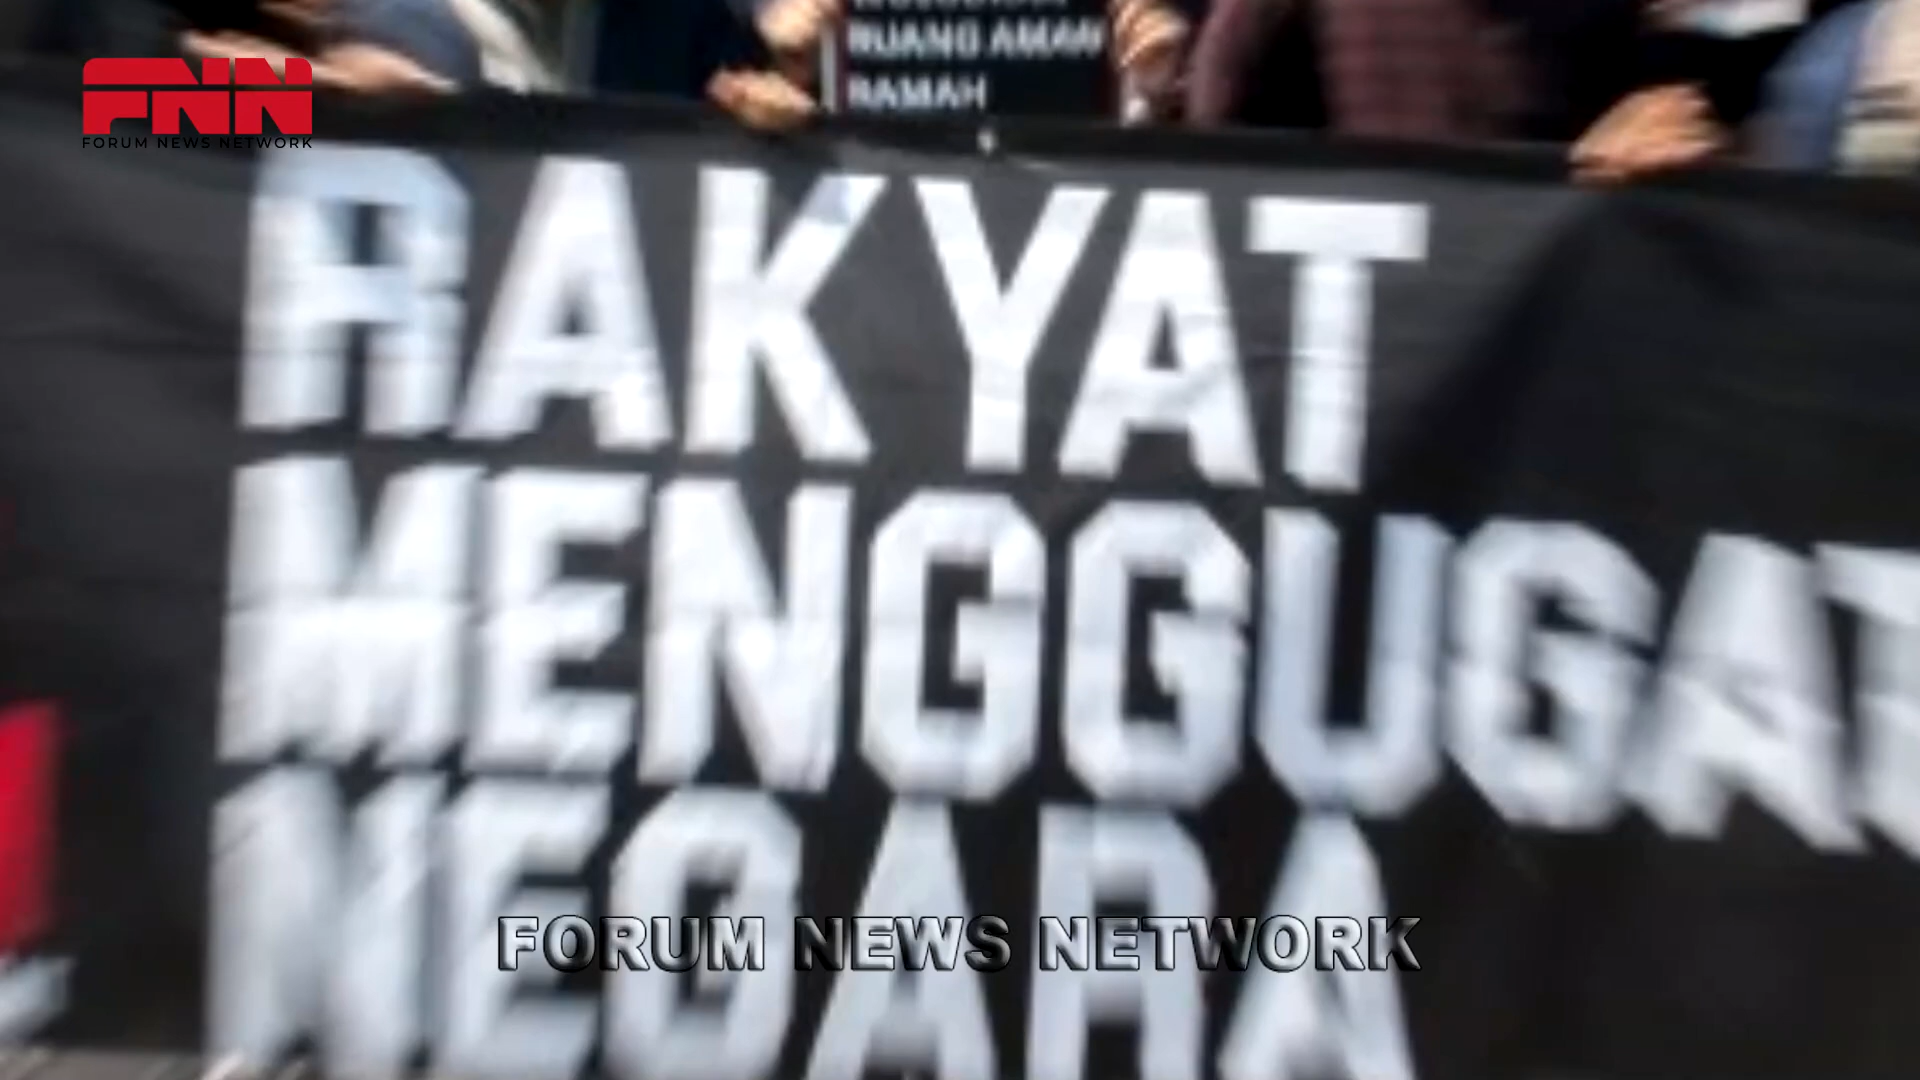 RUANG AMAN
RAMAH
FNN
FORUM NEWS NETWORK
RAKYAT
MENGGUGAT
NEGARA
FORUM NEWS NETWORK